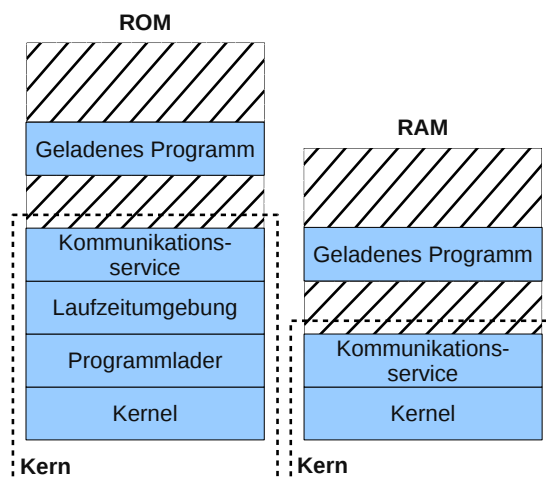 ROM
Geladenes Programm
Kommunikations-
service
Laufzeitumgebung
Programmlader
Kernel
Kern
RAM
Geladenes Programm
Kommunikations-
service
Kernel
Kern